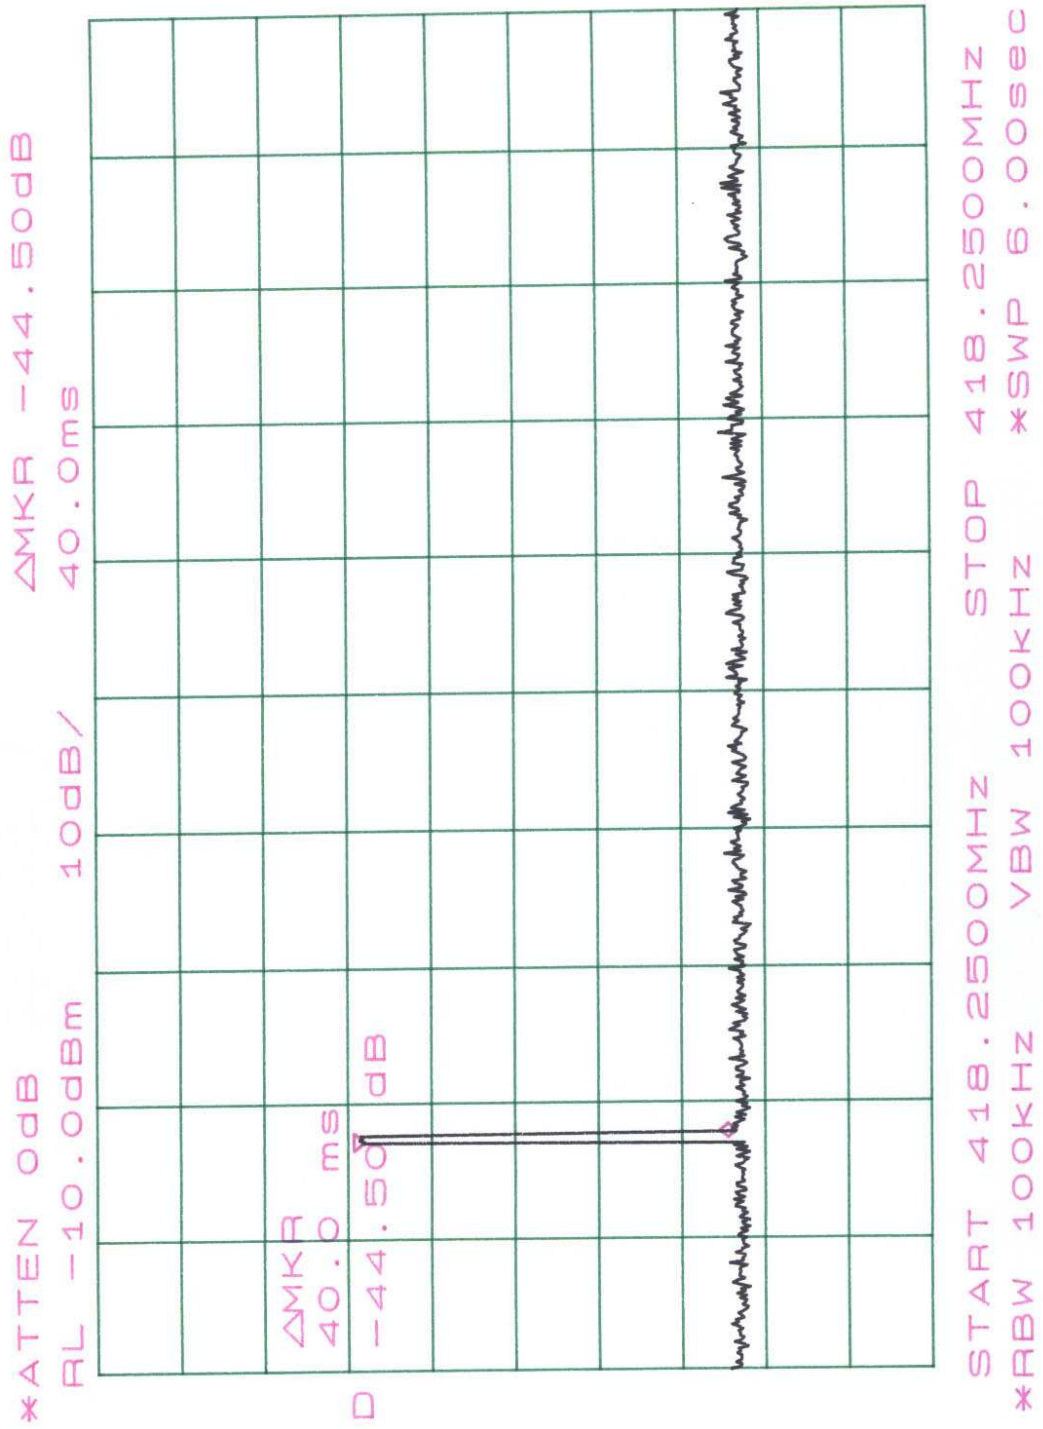 *ATTEN 0dB ΔMKR -44.50dB
RL -10.0dBm 10dB/ 40.0ms
ΔMKR
40.0 ms
-44.50 dB
D
START 418.2500MHz STOP 418.2500MHz
*RBW 100kHz VBW 100kHz *SWP 6.00sec